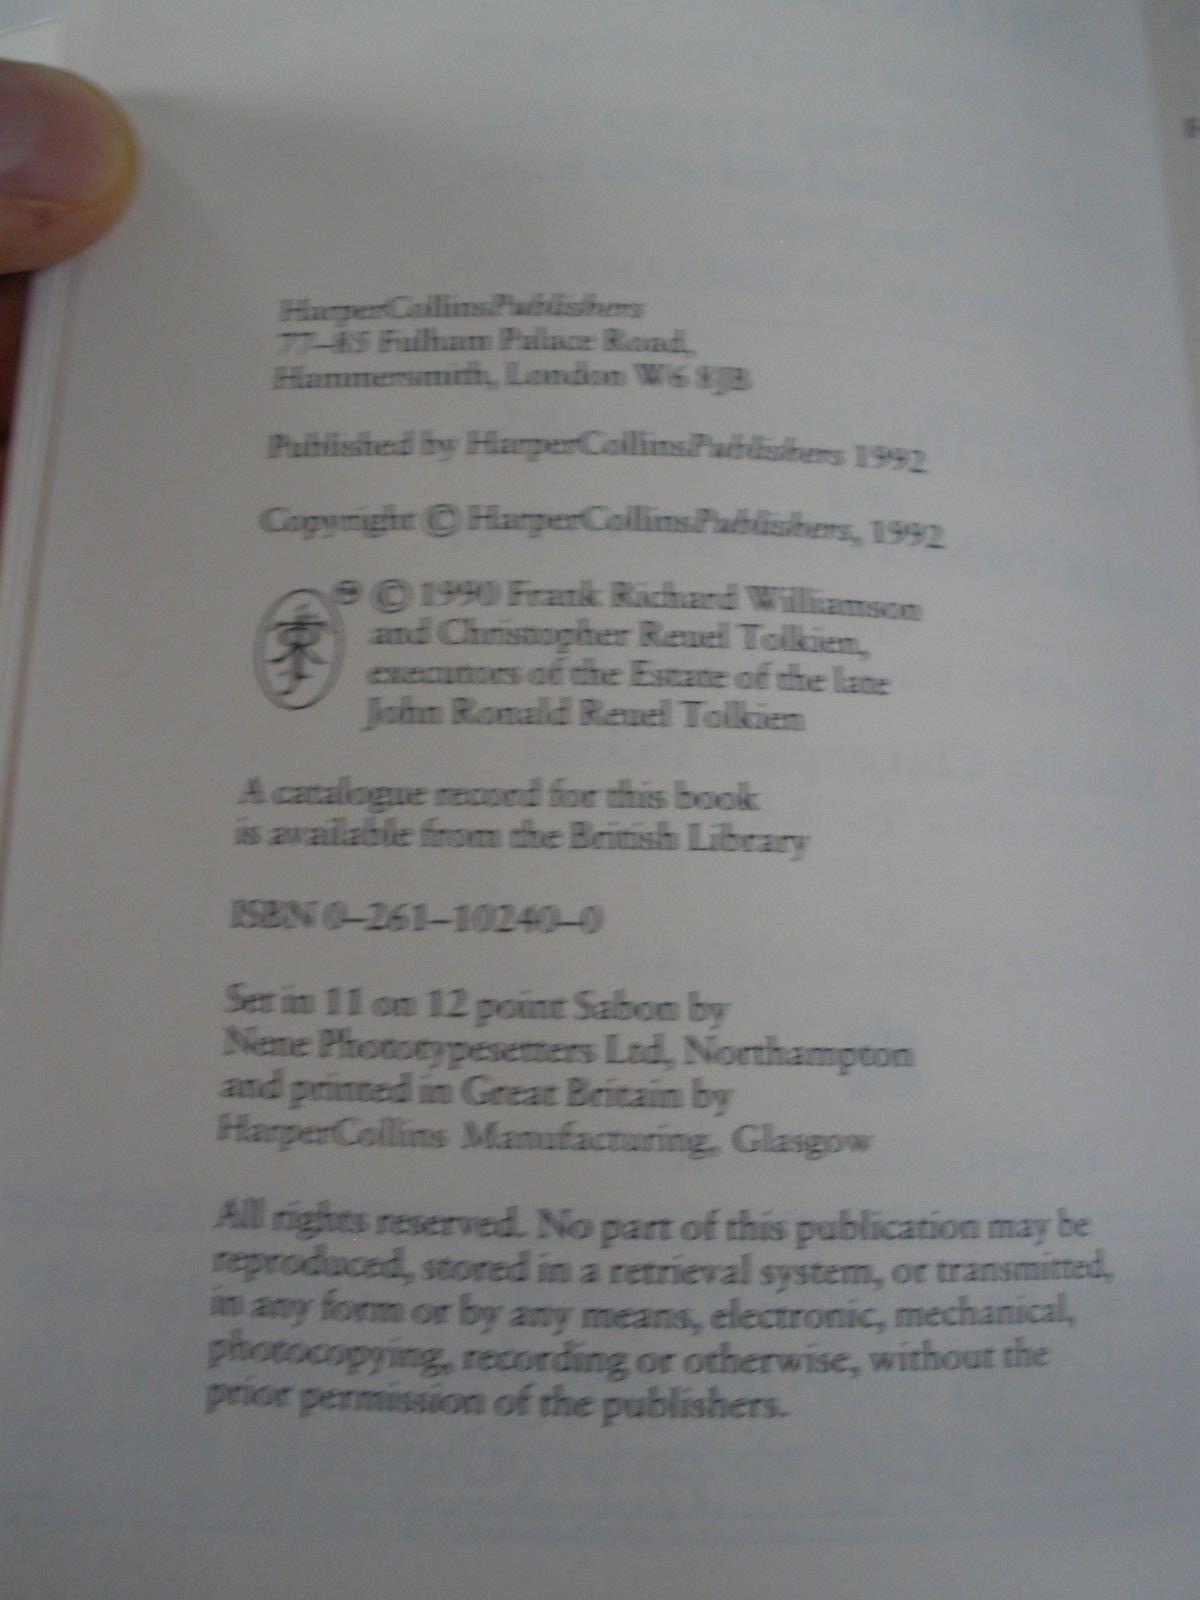 HarperCollinsPublishers
77–85 Fulham Palace Road,
Hammersmith, London W6 8JB
Published by HarperCollinsPublishers 1992
Copyright © HarperCollinsPublishers, 1992
© 1990 Frank Richard Williamson
and Christopher Reuel Tolkien,
executors of the Estate of the late
John Ronald Reuel Tolkien
A catalogue record for this book
is available from the British Library
ISBN 0–261–10240–0
Set in 11 on 12 point Sabon by
Nene Phototypesetters Ltd, Northampton
and printed in Great Britain by
HarperCollins Manufacturing, Glasgow
All rights reserved. No part of this publication may be
reproduced, stored in a retrieval system, or transmitted,
in any form or by any means, electronic, mechanical,
photocopying, recording or otherwise, without the
prior permission of the publishers.